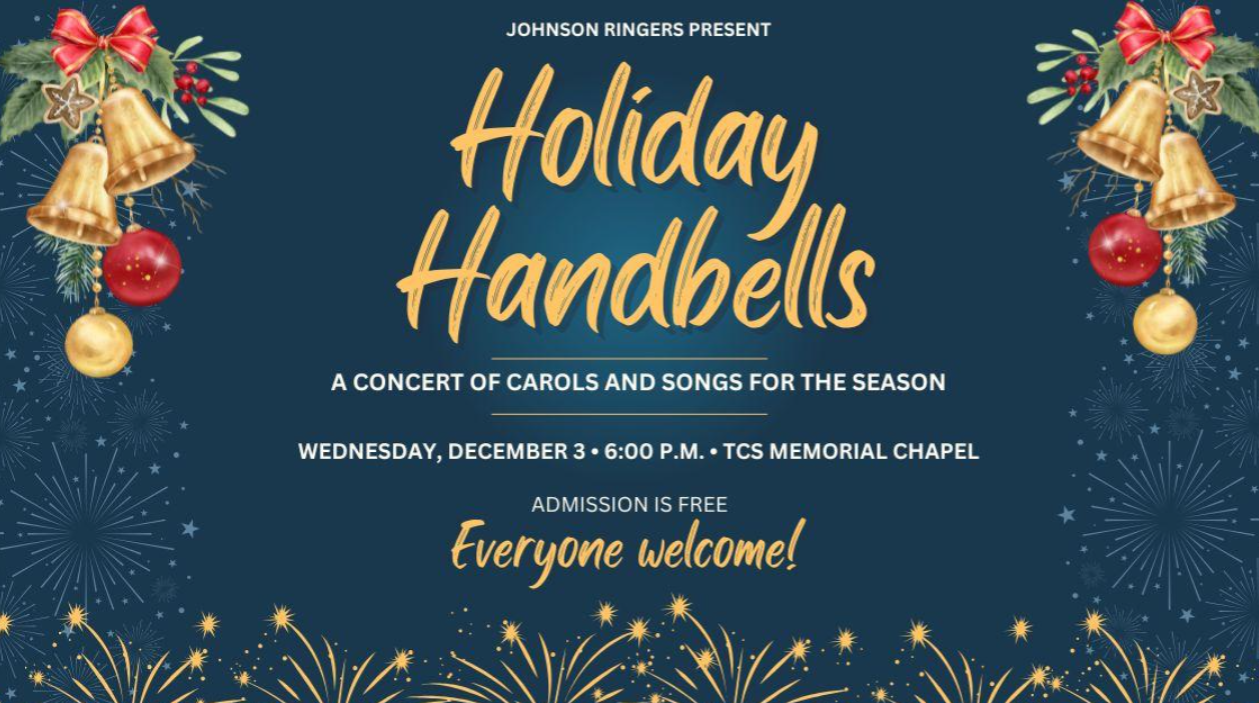 JOHNSON RINGERS PRESENT
Holiday
Handbells
A CONCERT OF CAROLS AND SONGS FOR THE SEASON
WEDNESDAY, DECEMBER 3 • 6:00 P.M. • TCS MEMORIAL CHAPEL
ADMISSION IS FREE
Everyone welcome!